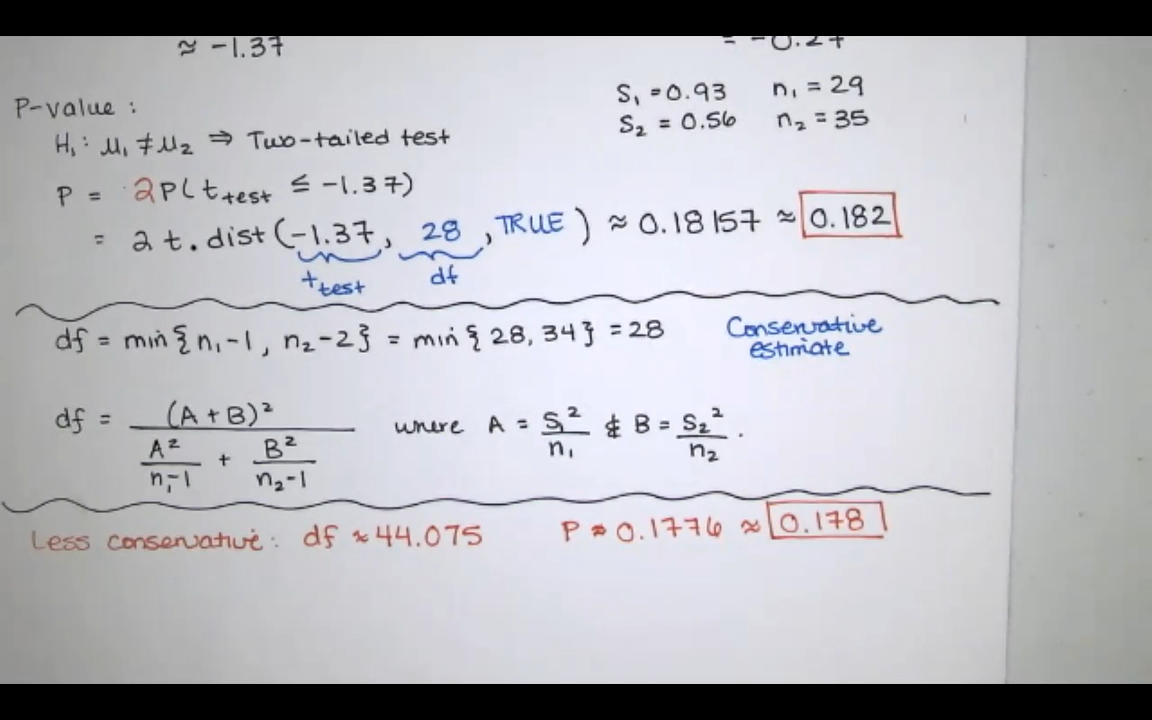 ≈ -1.37
= -0.27
P-value :
S₁ = 0.93 n₁ = 29
S₂ = 0.56 n₂ = 35
H₁: μ₁ ≠ μ₂ ⇒ Two-tailed test
P = 2P(t_test ≤ -1.37)
= 2 t.dist(-1.37, 28, TRUE) ≈ 0.18157 ≈ 0.182
t_test df
df = min{n₁-1, n₂-2} = min{28, 34} = 28 Conservative
estimate
df = (A+B)² / (A²/(n₁-1) + B²/(n₂-1)) where A = S₁²/n₁ & B = S₂²/n₂.
Less conservative: df ≈ 44.075 P ≈ 0.1776 ≈ 0.178